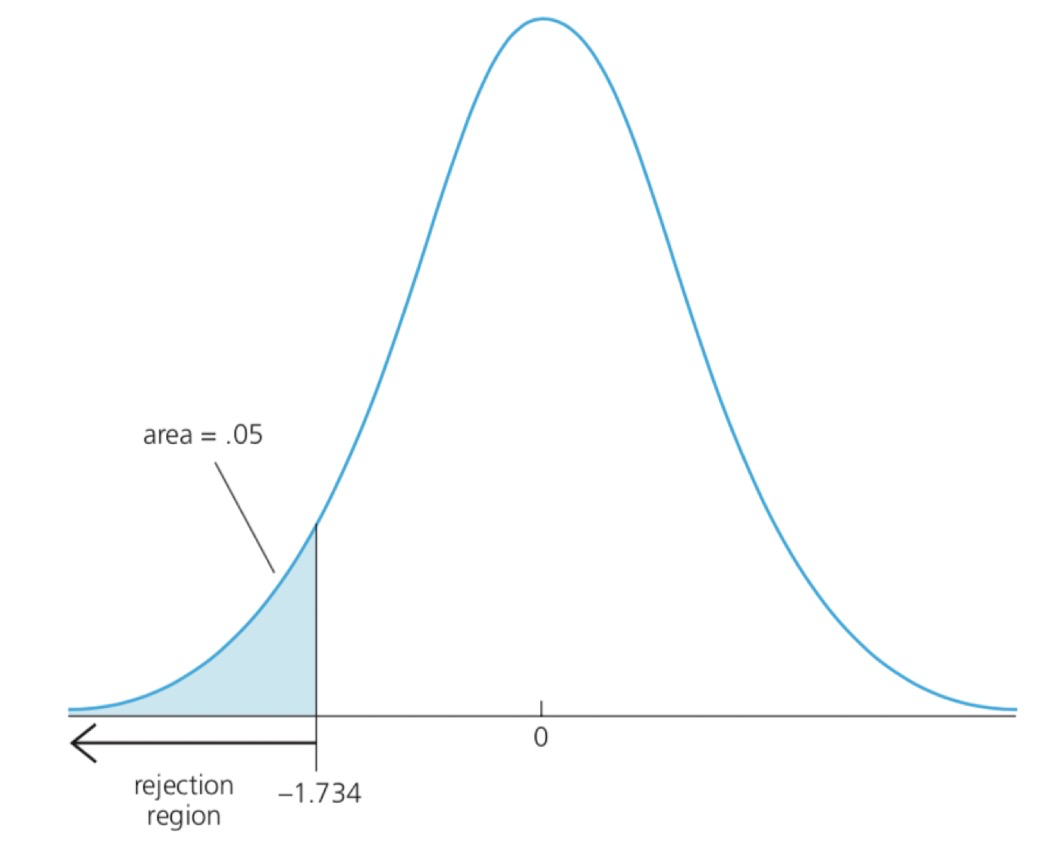 area = .05
0
rejection
region
–1.734